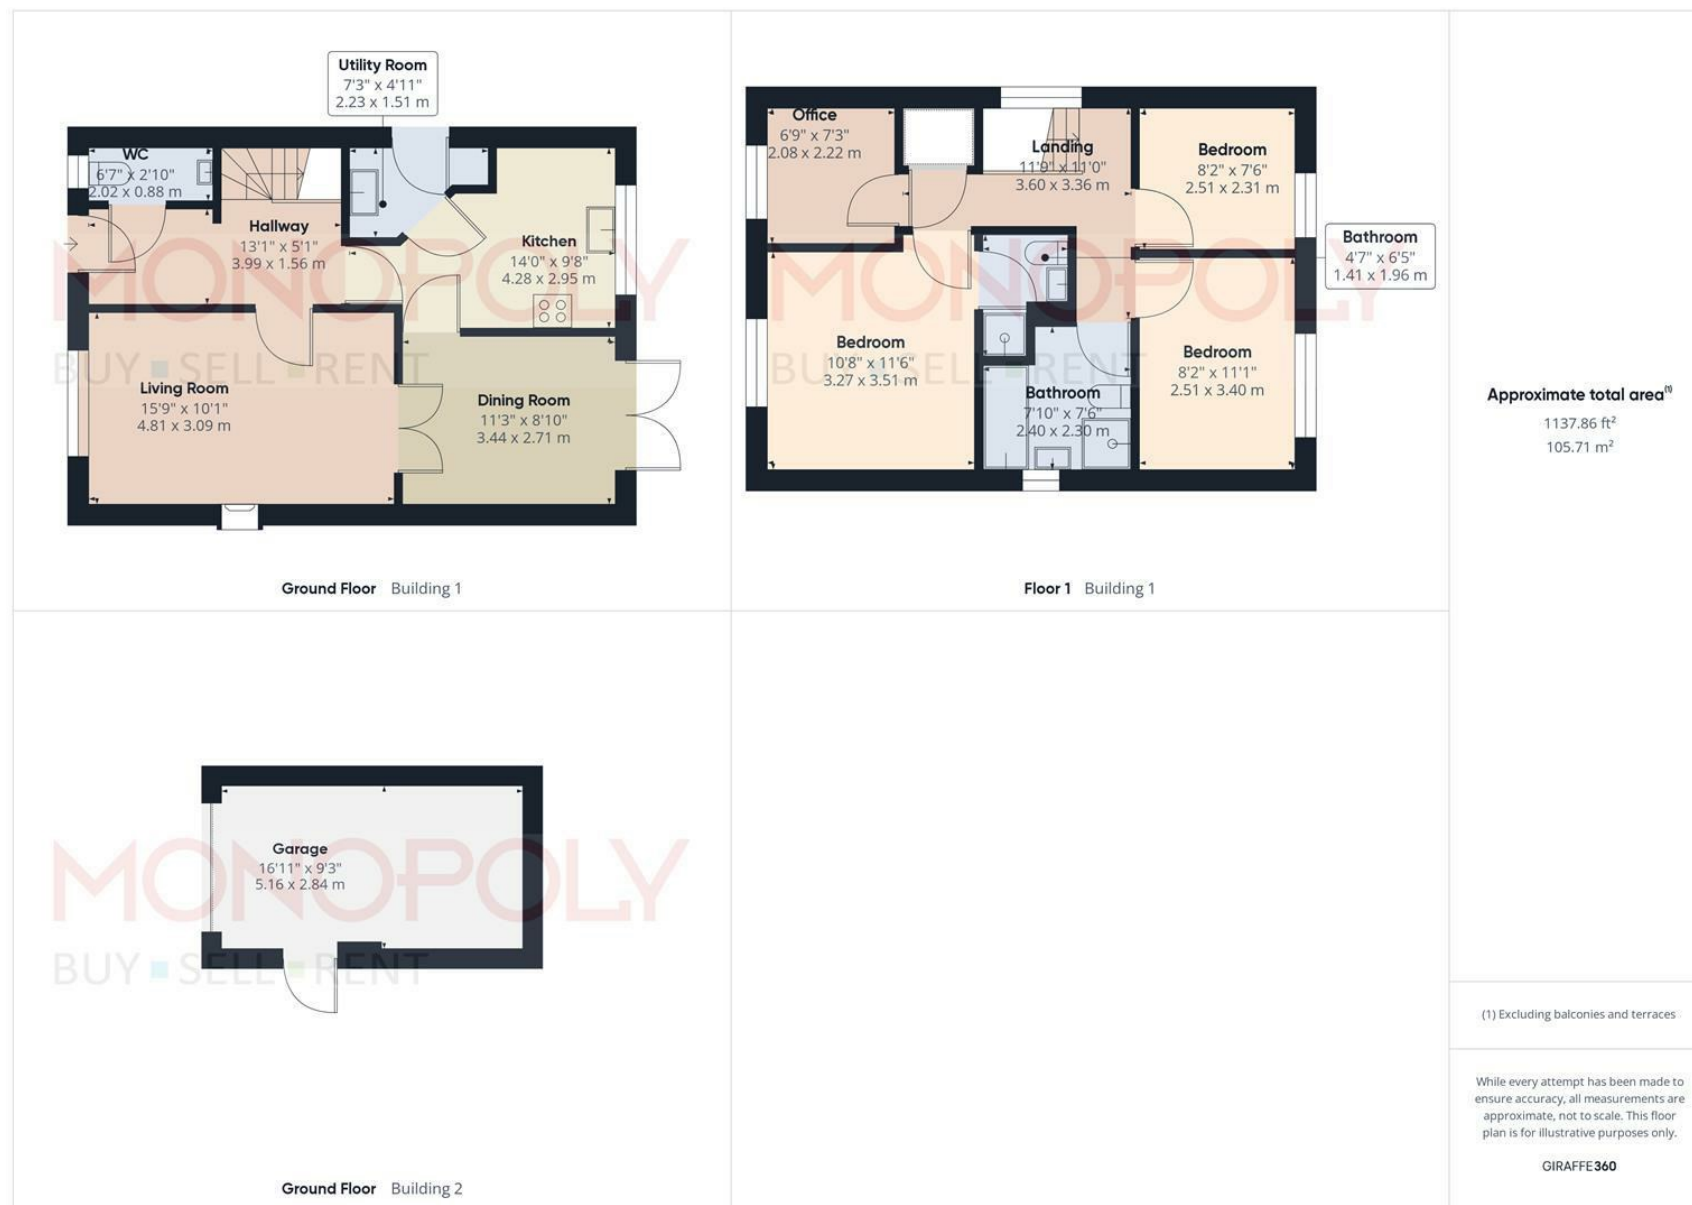 Utility Room
7'3" x 4'11"
2.23 x 1.51 m
WC
6'7" x 2'10"
2.02 x 0.88 m
Hallway
13'1" x 5'1"
3.99 x 1.56 m
Kitchen
14'0" x 9'8"
4.28 x 2.95 m
MONOPOLY
BUY SELL RENT
Living Room
15'9" x 10'1"
4.81 x 3.09 m
Dining Room
11'3" x 8'10"
3.44 x 2.71 m
Ground Floor Building 1
Office
6'9" x 7'3"
2.08 x 2.22 m
Landing
11'9" x 11'0"
3.60 x 3.36 m
Bedroom
8'2" x 7'6"
2.51 x 2.31 m
Bathroom
4'7" x 6'5"
1.41 x 1.96 m
MONOPOLY
BUY SELL RENT
Bedroom
10'8" x 11'6"
3.27 x 3.51 m
Bedroom
8'2" x 11'1"
2.51 x 3.40 m
Bathroom
7'10" x 7'6"
2.40 x 2.30 m
Floor 1 Building 1
Approximate total area(1)
1137.86 ft²
105.71 m²
Garage
16'11" x 9'3"
5.16 x 2.84 m
MONOPOLY
BUY SELL RENT
Ground Floor Building 2
(1) Excluding balconies and terraces
While every attempt has been made to
ensure accuracy, all measurements are
approximate, not to scale. This floor
plan is for illustrative purposes only.
GIRAFFE360